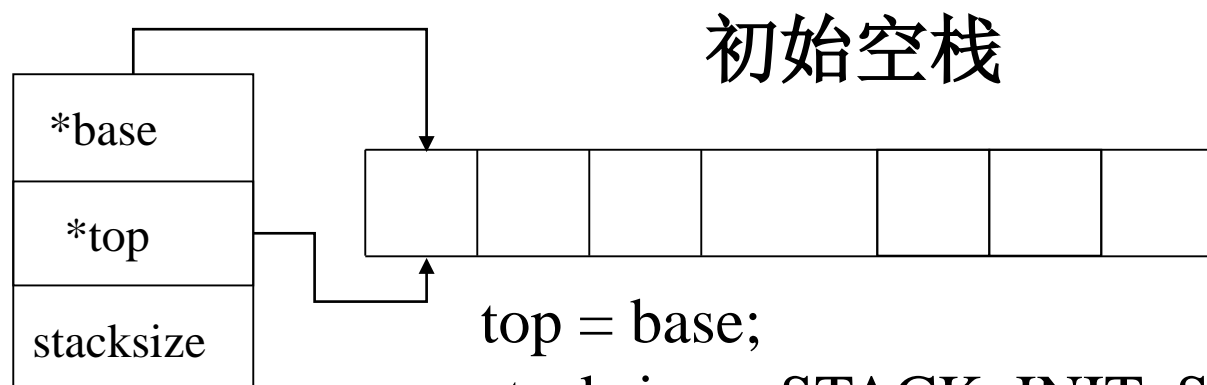 初始空栈
*base
*top
stacksize
top = base;